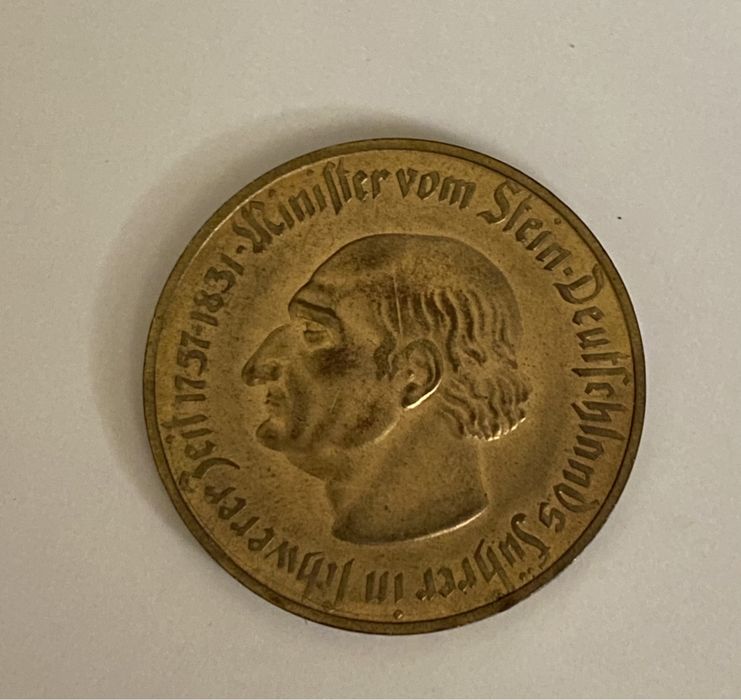 Minister vom Stein · Deutschlands Führer in schwerer Zeit 1757-1831 ·